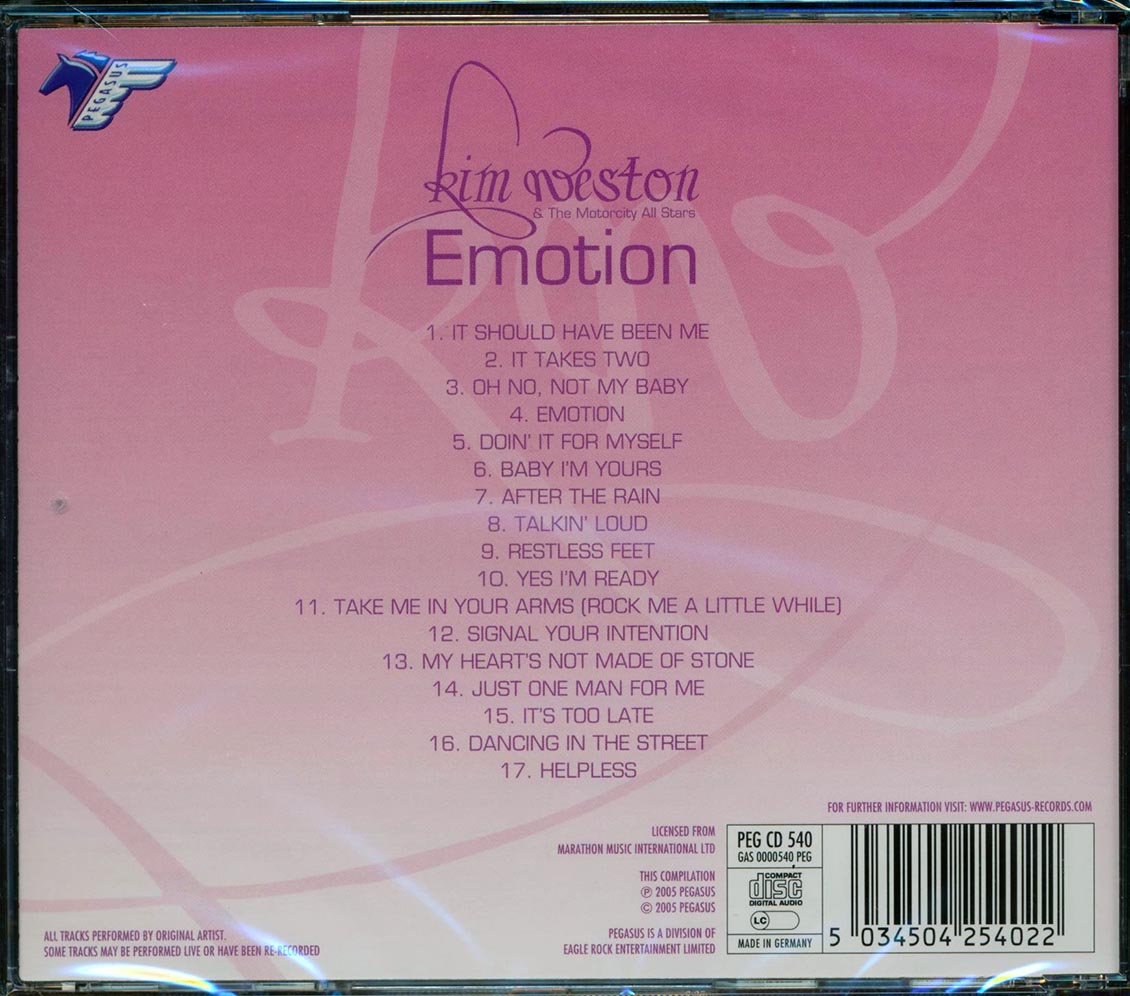 PEGASUS
kim weston
& The Motorcity All Stars
Emotion
1. IT SHOULD HAVE BEEN ME
2. IT TAKES TWO
3. OH NO, NOT MY BABY
4. EMOTION
5. DOIN' IT FOR MYSELF
6. BABY I'M YOURS
7. AFTER THE RAIN
8. TALKIN' LOUD
9. RESTLESS FEET
10. YES I'M READY
11. TAKE ME IN YOUR ARMS (ROCK ME A LITTLE WHILE)
12. SIGNAL YOUR INTENTION
13. MY HEART'S NOT MADE OF STONE
14. JUST ONE MAN FOR ME
15. IT'S TOO LATE
16. DANCING IN THE STREET
17. HELPLESS
FOR FURTHER INFORMATION VISIT: WWW.PEGASUS-RECORDS.COM
LICENSED FROM
MARATHON MUSIC INTERNATIONAL LTD
THIS COMPILATION
℗ 2005 PEGASUS
© 2005 PEGASUS
PEGASUS IS A DIVISION OF
EAGLE ROCK ENTERTAINMENT LIMITED
PEG CD 540
GAS 0000540 PEG
COMPACT
disc
DIGITAL AUDIO
LC
MADE IN GERMANY
5 034504 254022
ALL TRACKS PERFORMED BY ORIGINAL ARTIST.
SOME TRACKS MAY BE PERFORMED LIVE OR HAVE BEEN RE-RECORDED